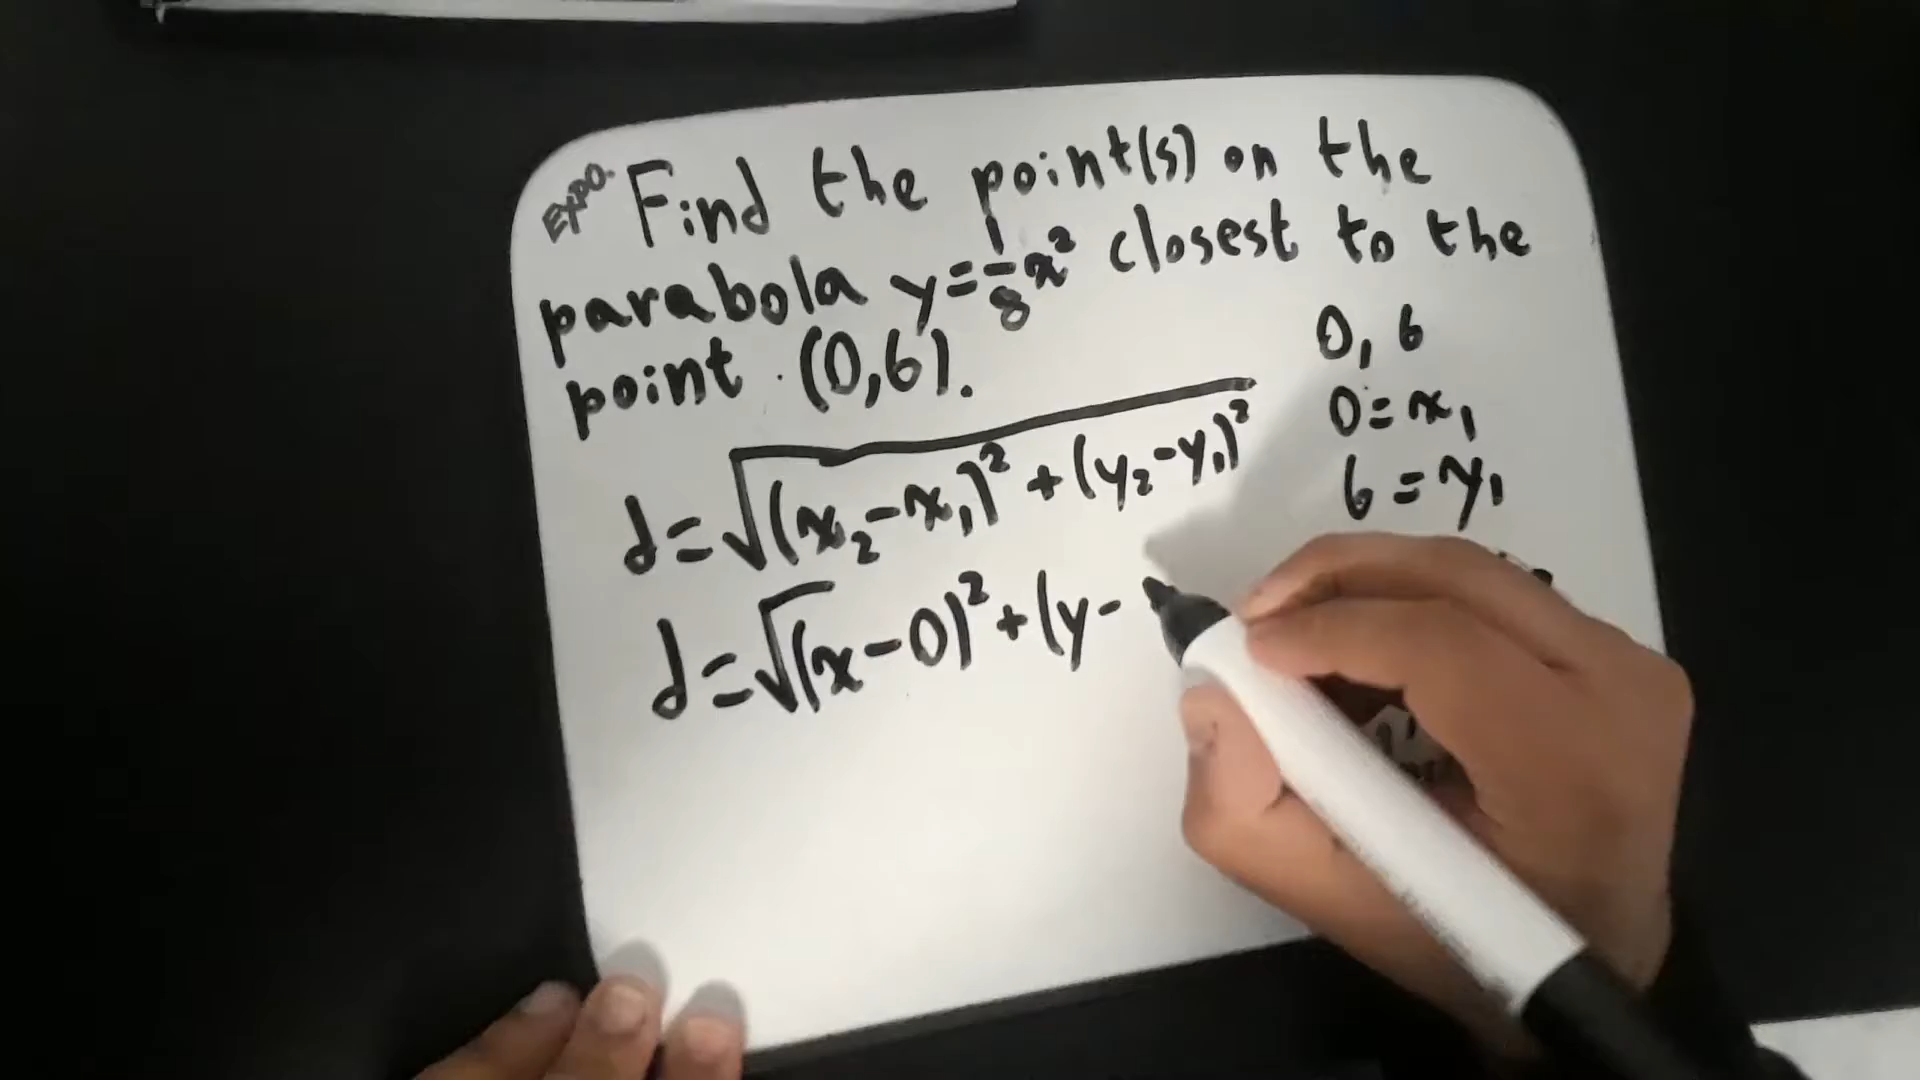 EXPO.
Find the point(s) on the
parabola y=1/8x² closest to the
point (0,6).
0, 6
0=x₁
6=y₁
d=√(x₂-x₁)²+(y₂-y₁)²
d=√(x-0)²+(y-